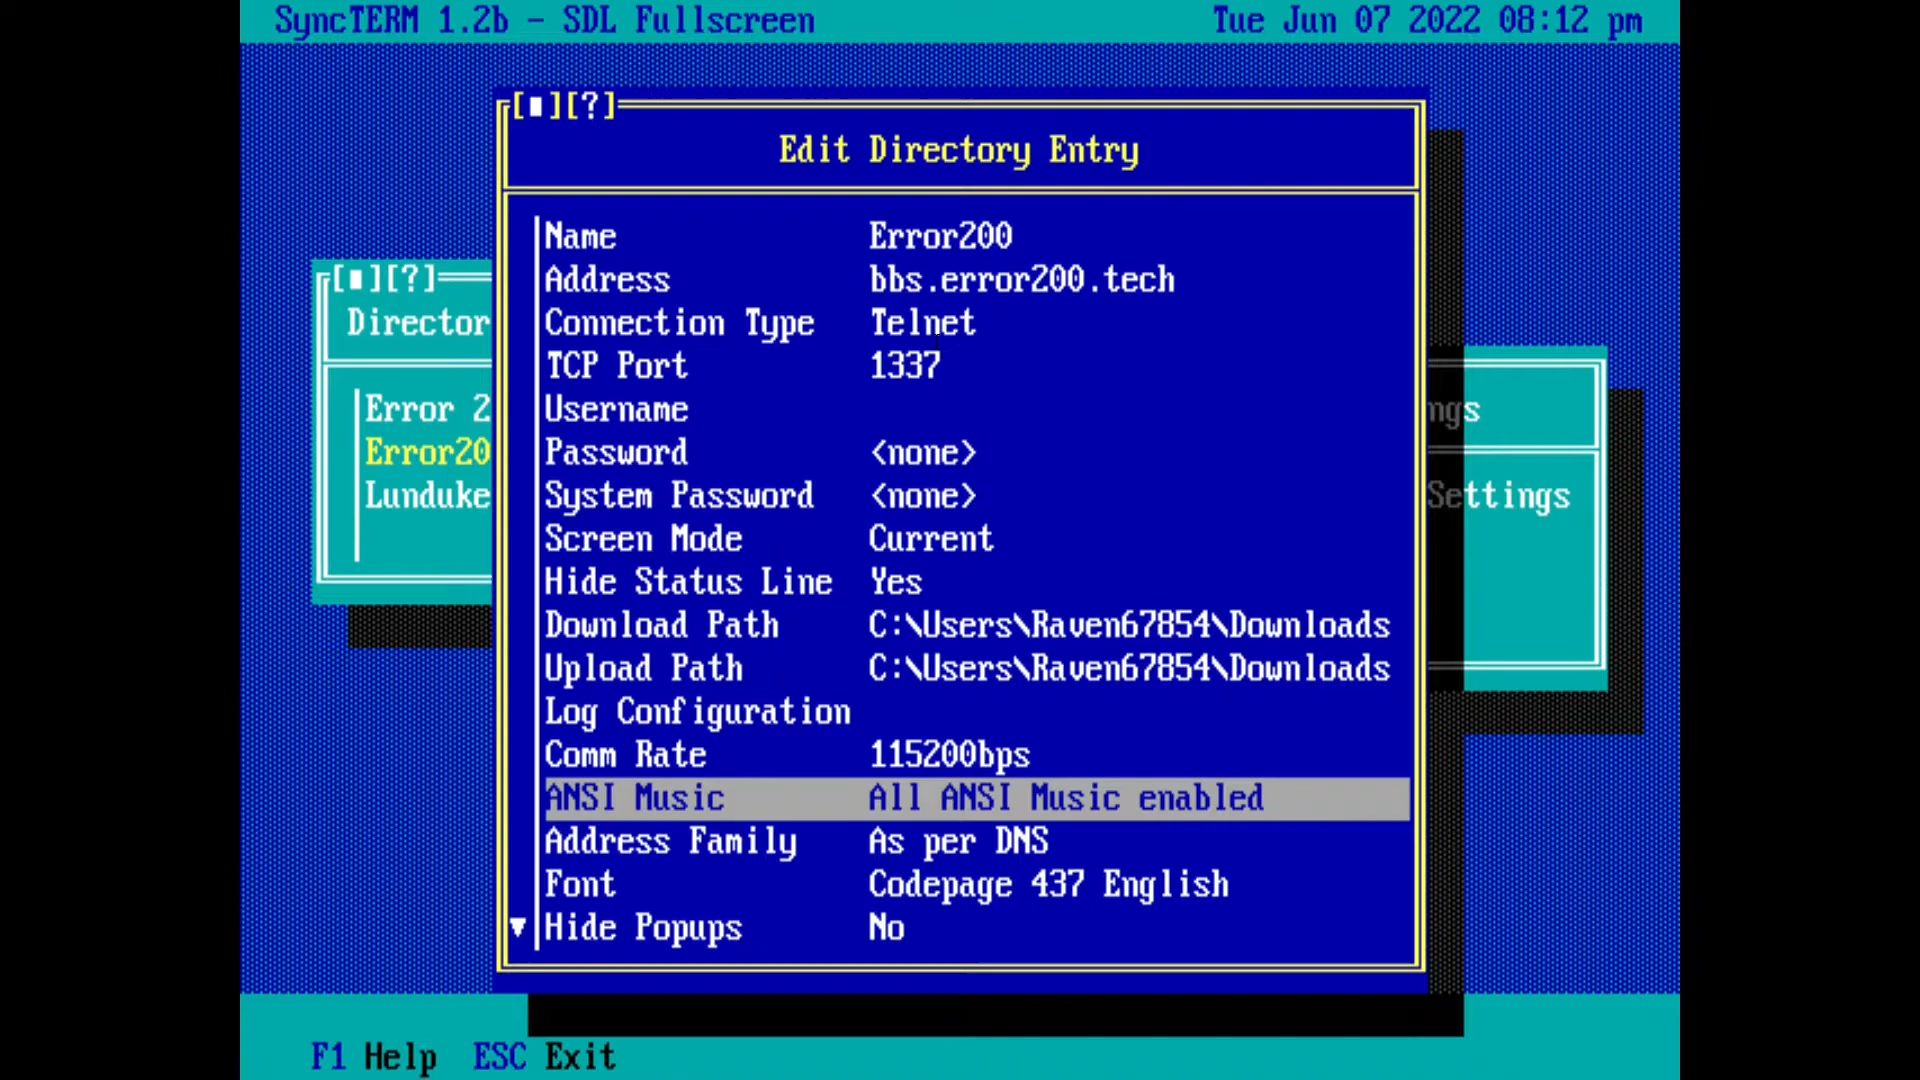 SyncTERM 1.2b - SDL Fullscreen Tue Jun 07 2022 08:12 pm
[■][?]
Edit Directory Entry
Name Error200
Address bbs.error200.tech
Connection Type Telnet
TCP Port 1337
Username
Password <none>
System Password <none>
Screen Mode Current
Hide Status Line Yes
Download Path C:\Users\Raven67854\Downloads
Upload Path C:\Users\Raven67854\Downloads
Log Configuration
Comm Rate 115200bps
ANSI Music All ANSI Music enabled
Address Family As per DNS
Font Codepage 437 English
Hide Popups No
[■][?]
Director
Error 2
Error20
Lunduke
ngs
Settings
F1 Help ESC Exit